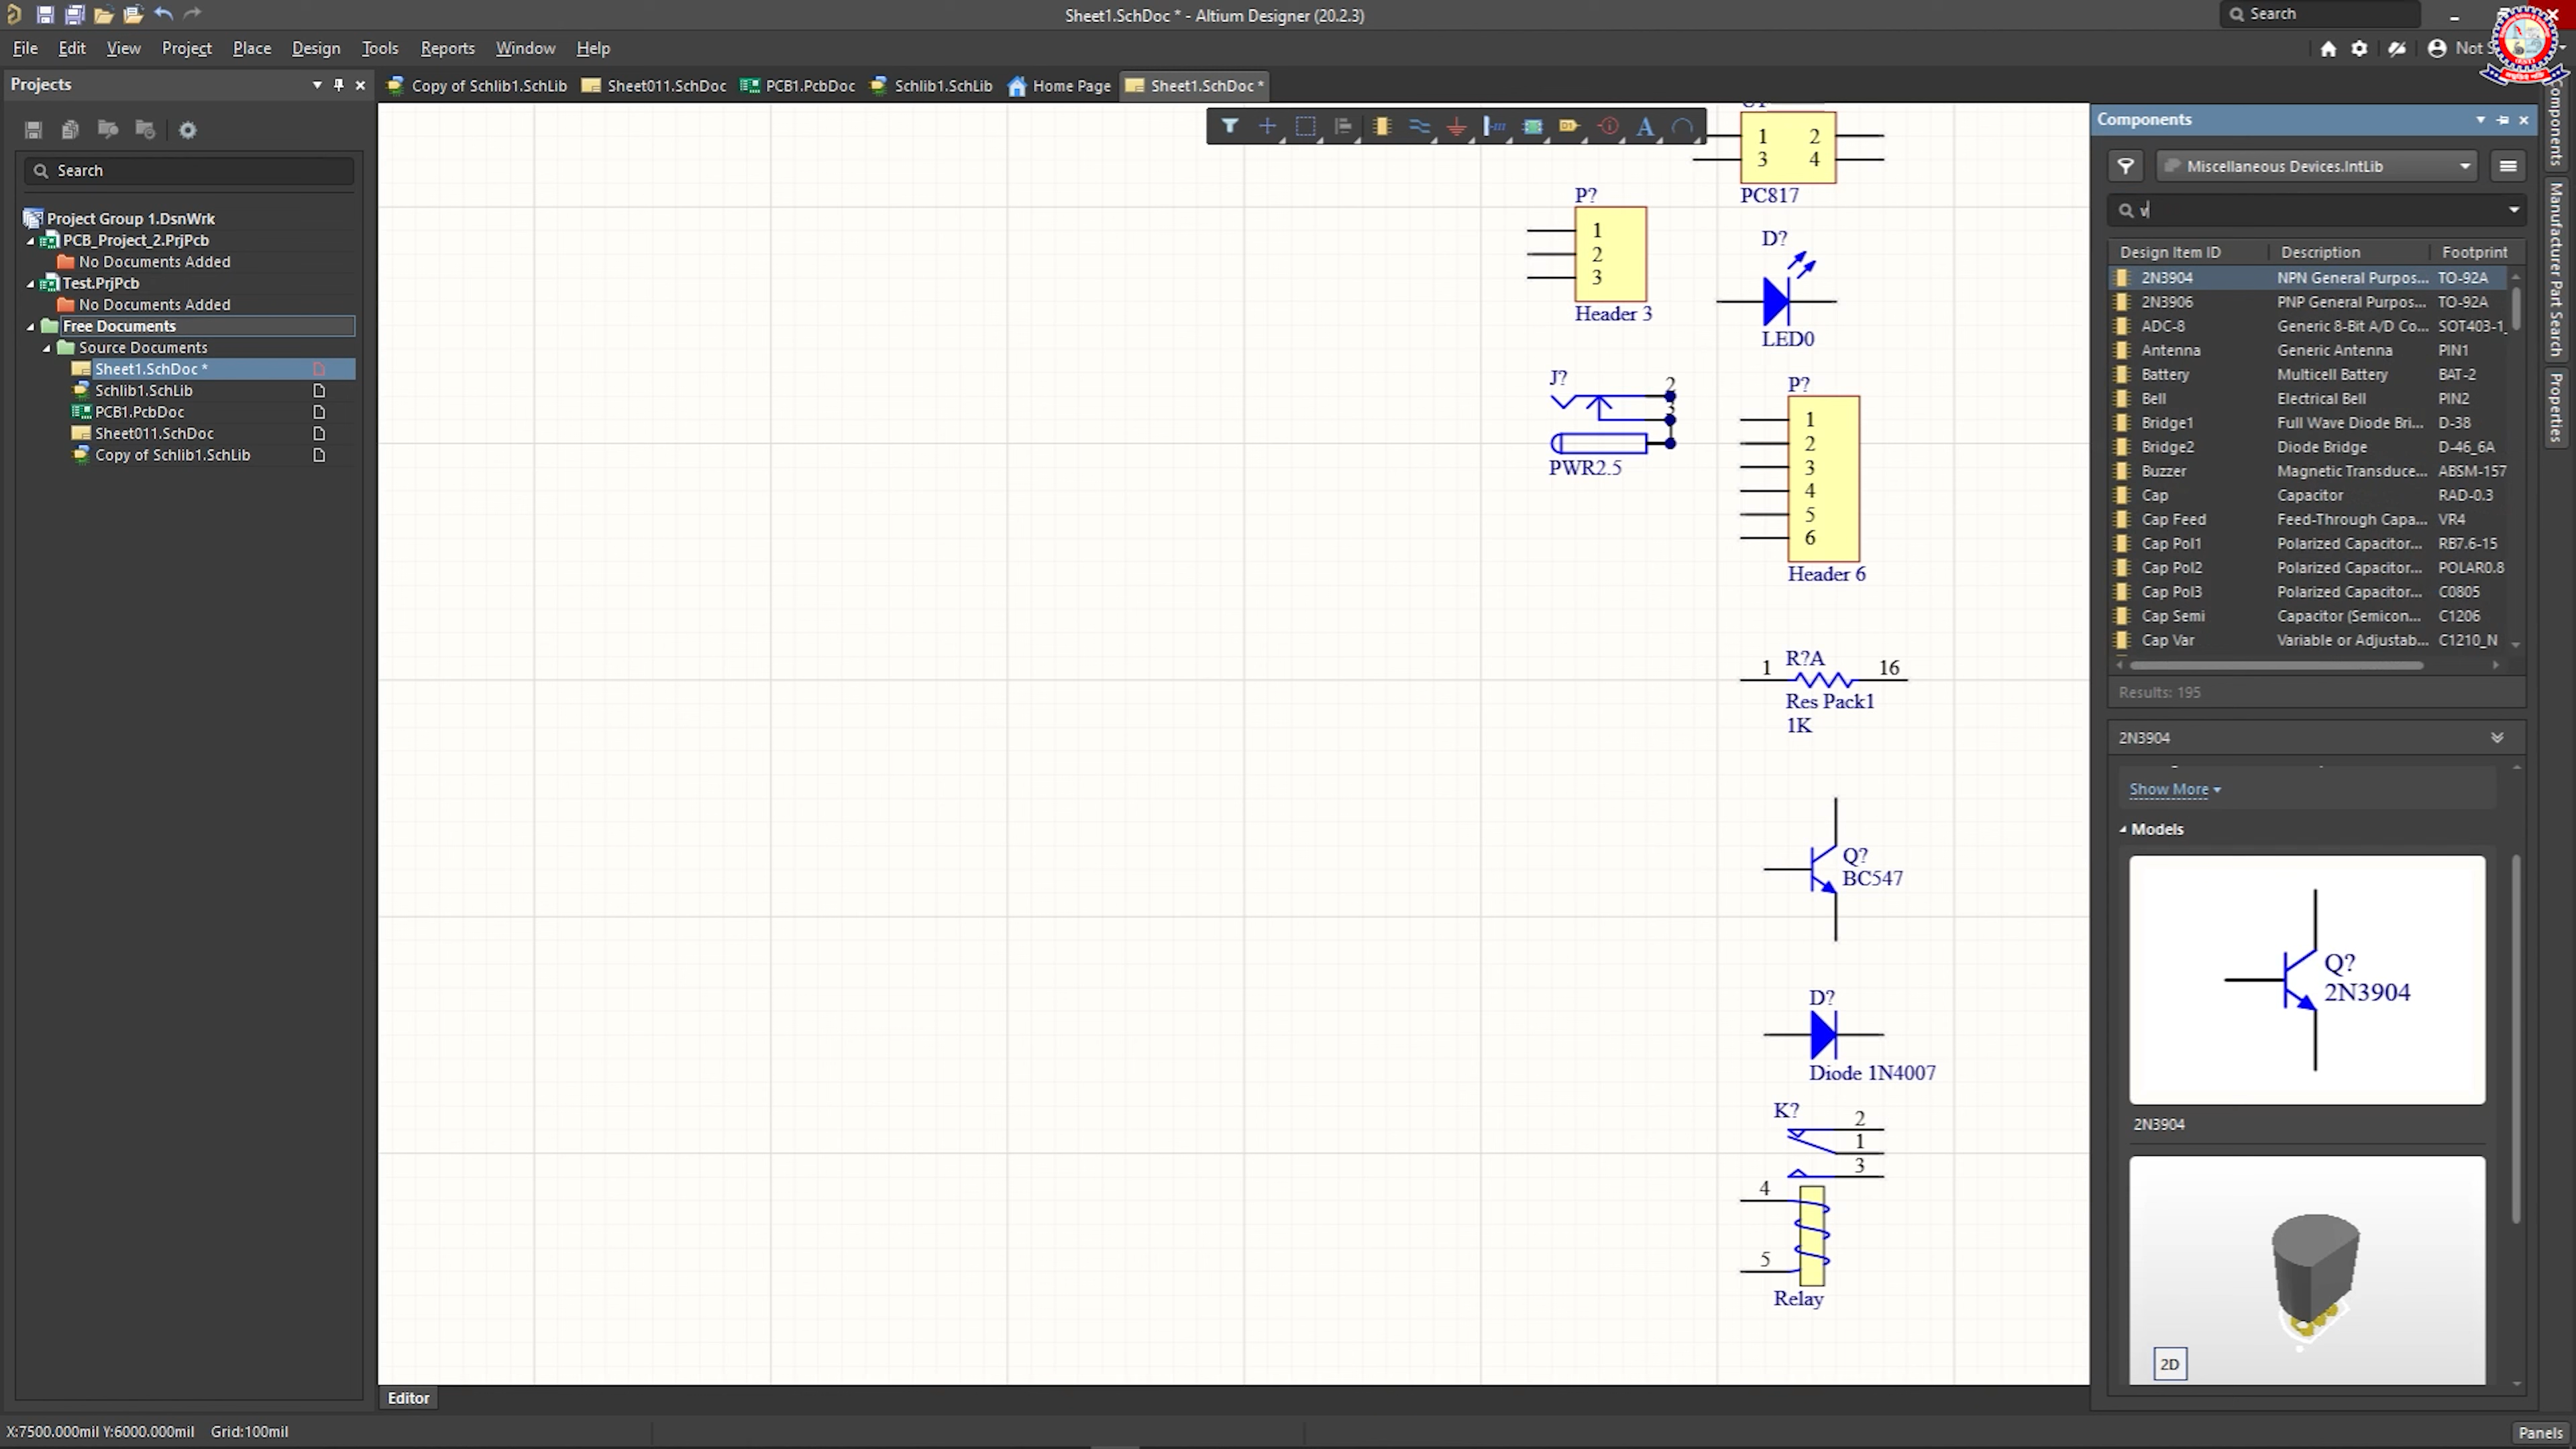 Sheet1.SchDoc * - Altium Designer (20.2.3)
Search
File Edit View Project Place Design Tools Reports Window Help
Not S
Projects
Copy of Schlib1.SchLib Sheet011.SchDoc PCB1.PcbDoc Schlib1.SchLib Home Page Sheet1.SchDoc *
Search
Project Group 1.DsnWrk
PCB_Project_2.PrjPcb
No Documents Added
Test.PrjPcb
No Documents Added
Free Documents
Source Documents
Sheet1.SchDoc *
Schlib1.SchLib
PCB1.PcbDoc
Sheet011.SchDoc
Copy of Schlib1.SchLib
1 2
3 4
PC817
P?
1
2
3
Header 3
D?
LED0
J?
2
PWR2.5
P?
1
2
3
4
5
6
Header 6
R?A
1 16
Res Pack1
1K
Q?
BC547
D?
Diode 1N4007
K?
2
1
3
4
5
Relay
Components
Miscellaneous Devices.IntLib
v
Design Item ID Description Footprint
2N3904 NPN General Purpos... TO-92A
2N3906 PNP General Purpos... TO-92A
ADC-8 Generic 8-Bit A/D Co... SOT403-1_
Antenna Generic Antenna PIN1
Battery Multicell Battery BAT-2
Bell Electrical Bell PIN2
Bridge1 Full Wave Diode Bri... D-38
Bridge2 Diode Bridge D-46_6A
Buzzer Magnetic Transduce... ABSM-157
Cap Capacitor RAD-0.3
Cap Feed Feed-Through Capa... VR4
Cap Pol1 Polarized Capacitor... RB7.6-15
Cap Pol2 Polarized Capacitor... POLAR0.8
Cap Pol3 Polarized Capacitor... C0805
Cap Semi Capacitor (Semicon... C1206
Cap Var Variable or Adjustab... C1210_N
Results: 195
2N3904
Show More
Models
Q?
2N3904
2N3904
2D
Components
Manufacturer Part Search
Properties
Editor
X:7500.000mil Y:6000.000mil Grid:100mil
Panels